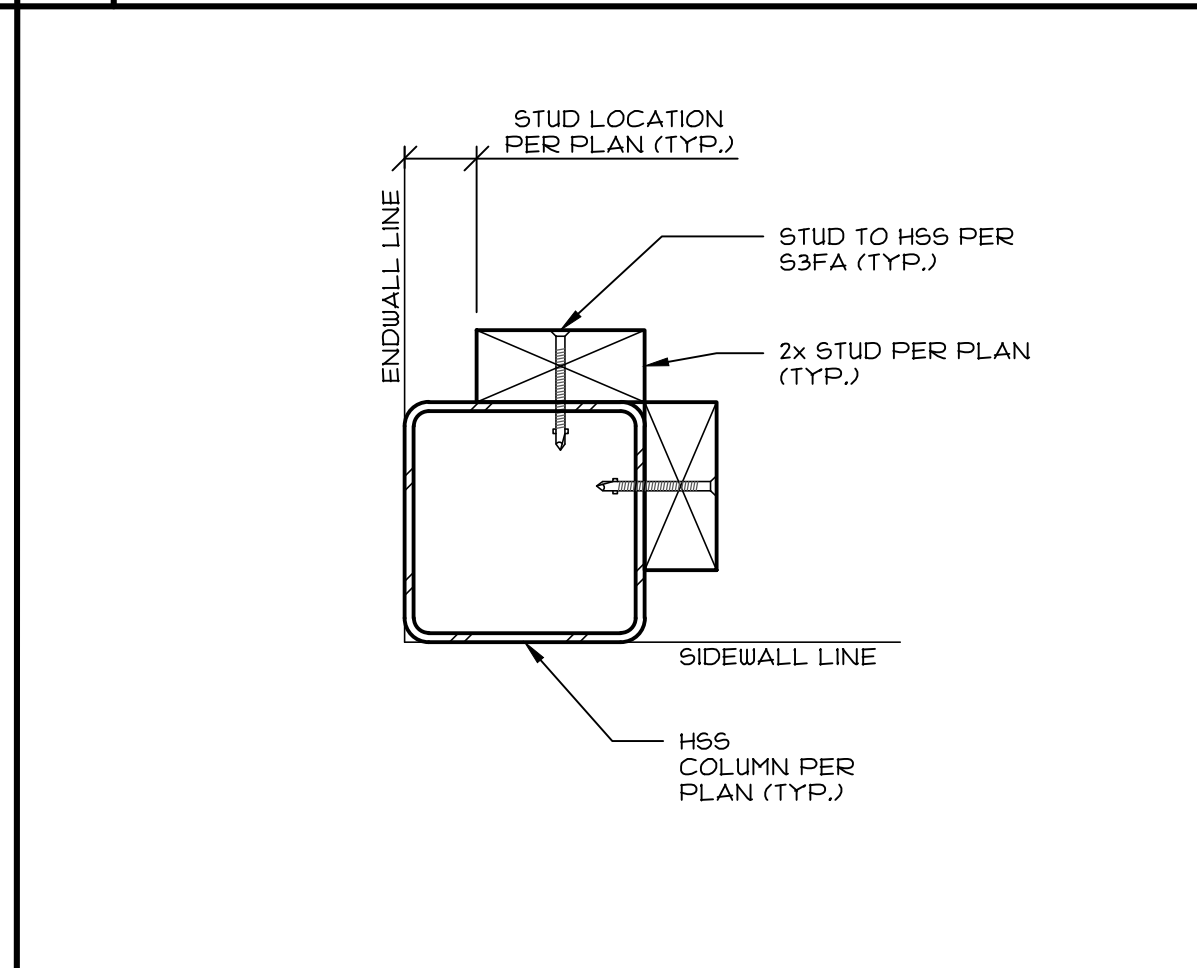 STUD LOCATION
PER PLAN (TYP.)
ENDWALL LINE
STUD TO HSS PER
S3FA (TYP.)
2x STUD PER PLAN
(TYP.)
SIDEWALL LINE
HSS
COLUMN PER
PLAN (TYP.)